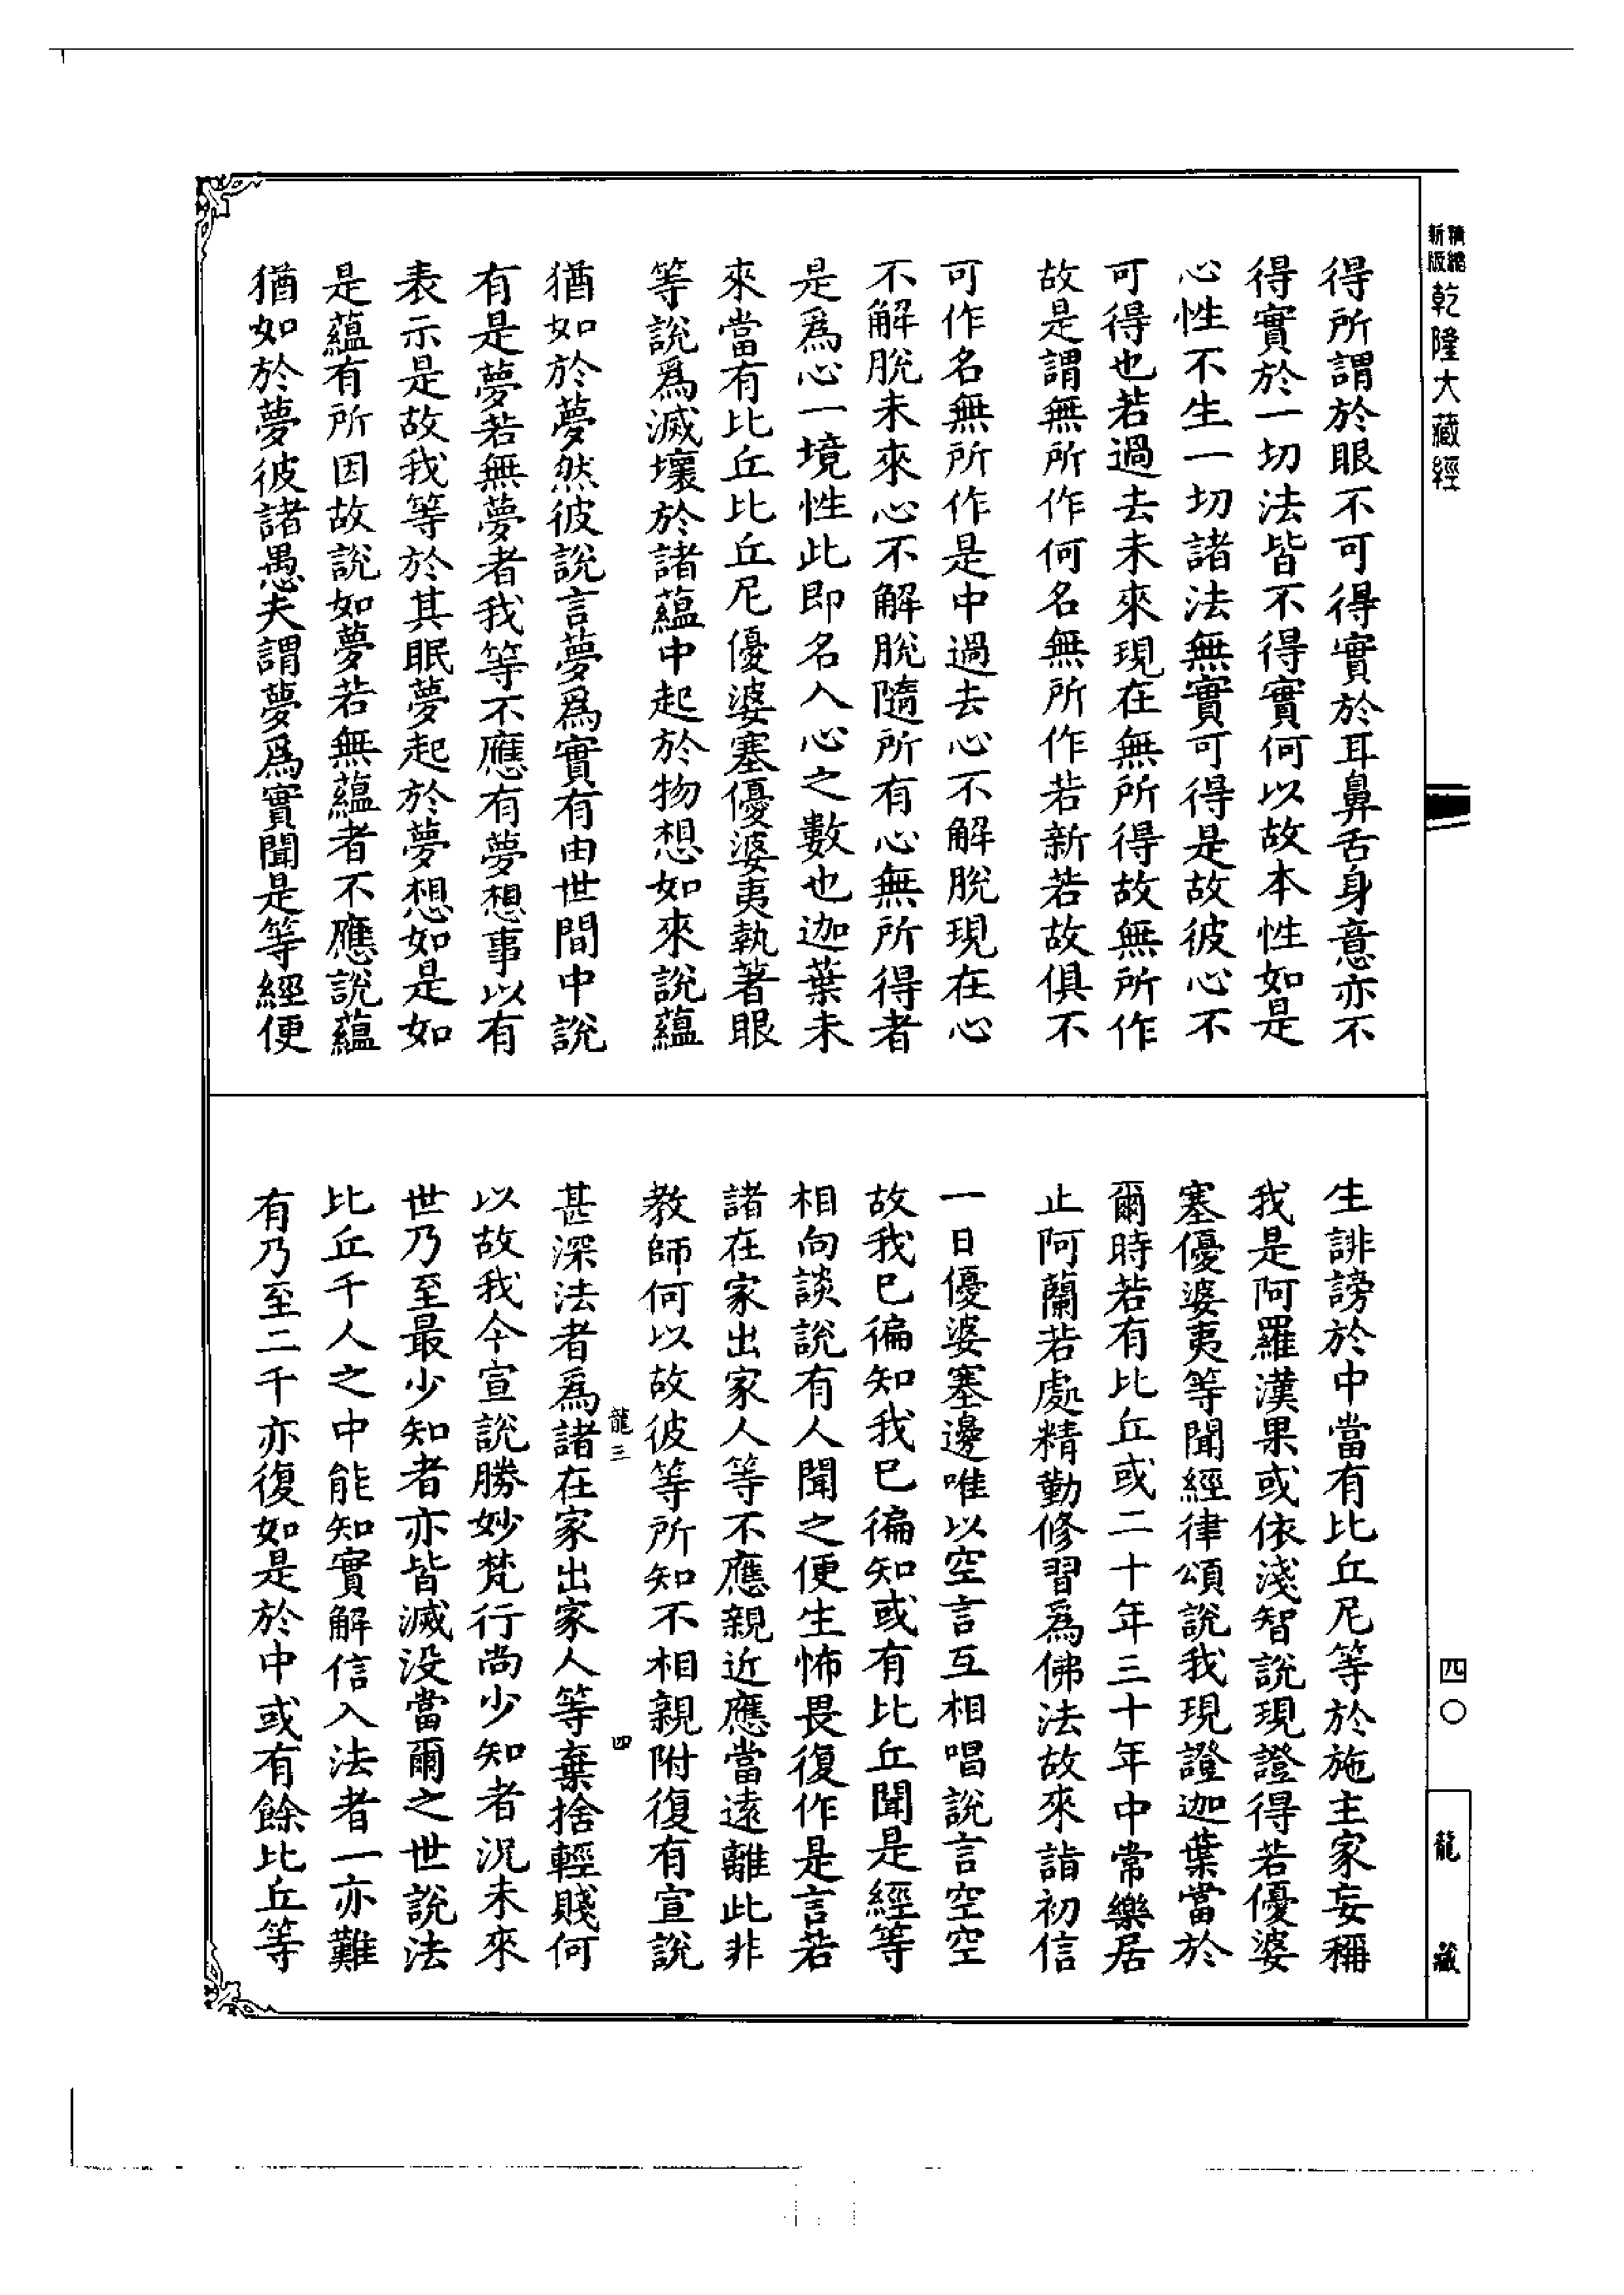 精縮新版乾隆大藏經
得所謂於眼不可得實於耳鼻舌身意亦不
得實於一切法皆不得實何以故本性如是
心性不生一切諸法無實可得是故彼心不
可得也若過去未來現在無所得故無所作
故是謂無所作何名無所作若新若故俱不
可作名無所作是中過去心不解脫現在心
不解脫未來心不解脫隨所有心無所得者
是爲心一境性此即名入心之數也迦葉未
來當有比丘比丘尼優婆塞優婆夷執著眼
等說爲滅壞於諸蘊中起於物想如來說蘊
猶如於夢然彼說言夢爲實有由世間中說
有是夢若無夢者我等不應有夢想事以有
表示是故我等於其眠夢起於夢想如是如
是蘊有所因故說如夢若無蘊者不應說蘊
猶如於夢彼諸愚夫謂夢爲實聞是等經便
生誹謗於中當有比丘尼等於施主家妄稱
我是阿羅漢果或依淺智說現證得若優婆
塞優婆夷等聞經律頌說我現證迦葉當於
爾時若有比丘或二十年三十年中常樂居
止阿蘭若處精勤修習爲佛法故來詣初信
一日優婆塞邊唯以空言互相唱說言空空
故我已徧知我已徧知或有比丘聞是經等
相向談說有人聞之便生怖畏復作是言若
諸在家出家人等不應親近應當遠離此非
教師何以故彼等所知不相親附復有宣說
龍三 四
甚深法者爲諸在家出家人等棄捨輕賤何
以故我今宣說勝妙梵行尚少知者況未來
世乃至最少知者亦皆滅没當爾之世說法
比丘千人之中能知實解信入法者一亦難
有乃至二千亦復如是於中或有餘比丘等
四〇
龍藏